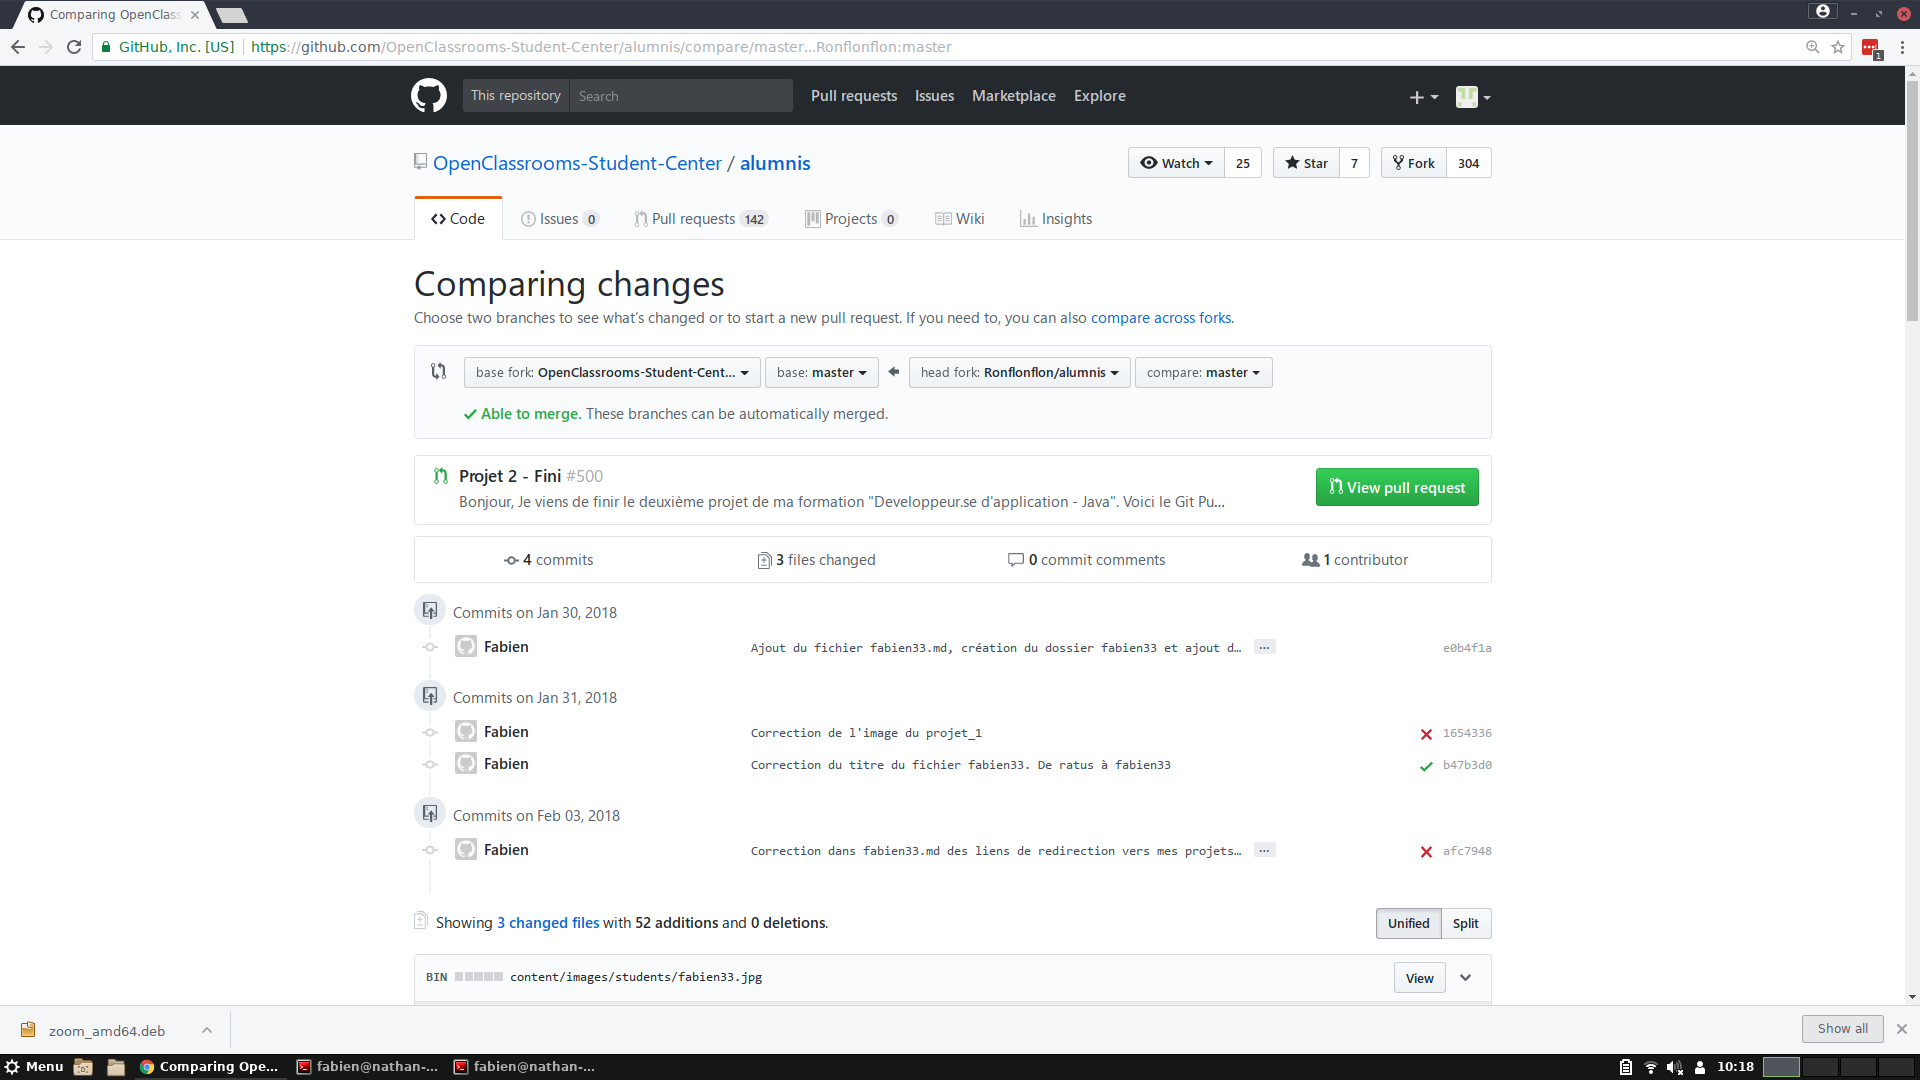 Comparing OpenClass
GitHub, Inc. [US] https://github.com/OpenClassrooms-Student-Center/alumnis/compare/master...Ronflonflon:master
1
This repository Search Pull requests Issues Marketplace Explore
OpenClassrooms-Student-Center / alumnis
Watch 25 Star 7 Fork 304
Code Issues 0 Pull requests 142 Projects 0 Wiki Insights
Comparing changes
Choose two branches to see what's changed or to start a new pull request. If you need to, you can also compare across forks.
base fork: OpenClassrooms-Student-Cent... base: master head fork: Ronflonflon/alumnis compare: master
Able to merge. These branches can be automatically merged.
Projet 2 - Fini #500
Bonjour, Je viens de finir le deuxième projet de ma formation "Developpeur.se d'application - Java". Voici le Git Pu...
View pull request
4 commits 3 files changed 0 commit comments 1 contributor
Commits on Jan 30, 2018
Fabien Ajout du fichier fabien33.md, création du dossier fabien33 et ajout d… … e0b4f1a
Commits on Jan 31, 2018
Fabien Correction de l'image du projet_1 1654336
Fabien Correction du titre du fichier fabien33. De ratus à fabien33 b47b3d0
Commits on Feb 03, 2018
Fabien Correction dans fabien33.md des liens de redirection vers mes projets… … afc7948
Showing 3 changed files with 52 additions and 0 deletions.
Unified Split
BIN content/images/students/fabien33.jpg View
zoom_amd64.deb Show all
Menu Comparing Ope... fabien@nathan-... fabien@nathan-... 10:18